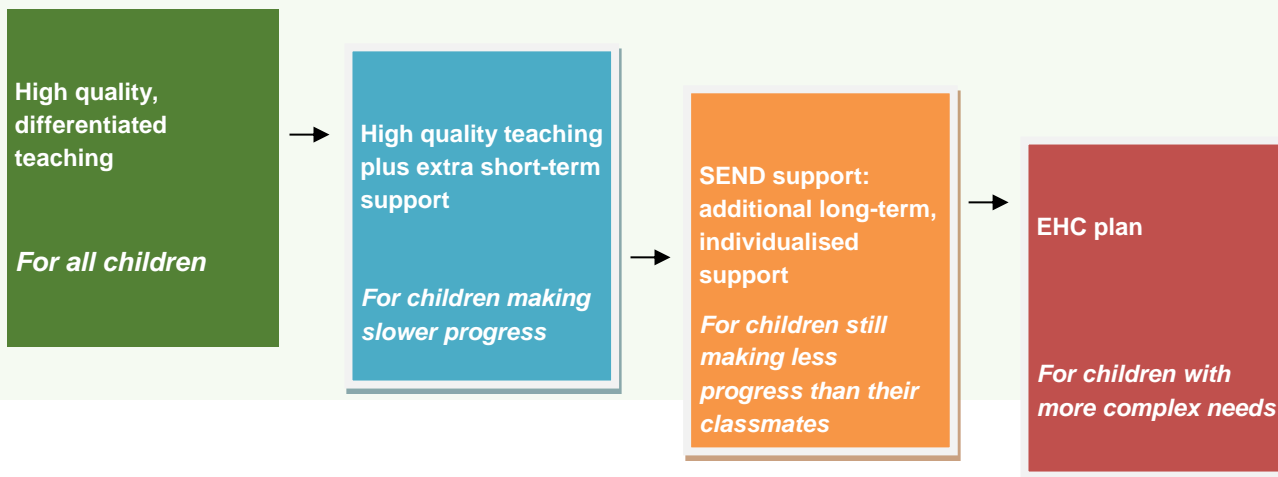 High quality,
differentiated
teaching
For all children
High quality teaching
plus extra short-term
support
For children making
slower progress
SEND support:
additional long-term,
individualised
support
For children still
making less
progress than their
classmates
EHC plan
For children with
more complex needs